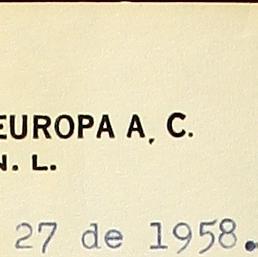 EUROPA A. C.
N. L.
27 de 1958.